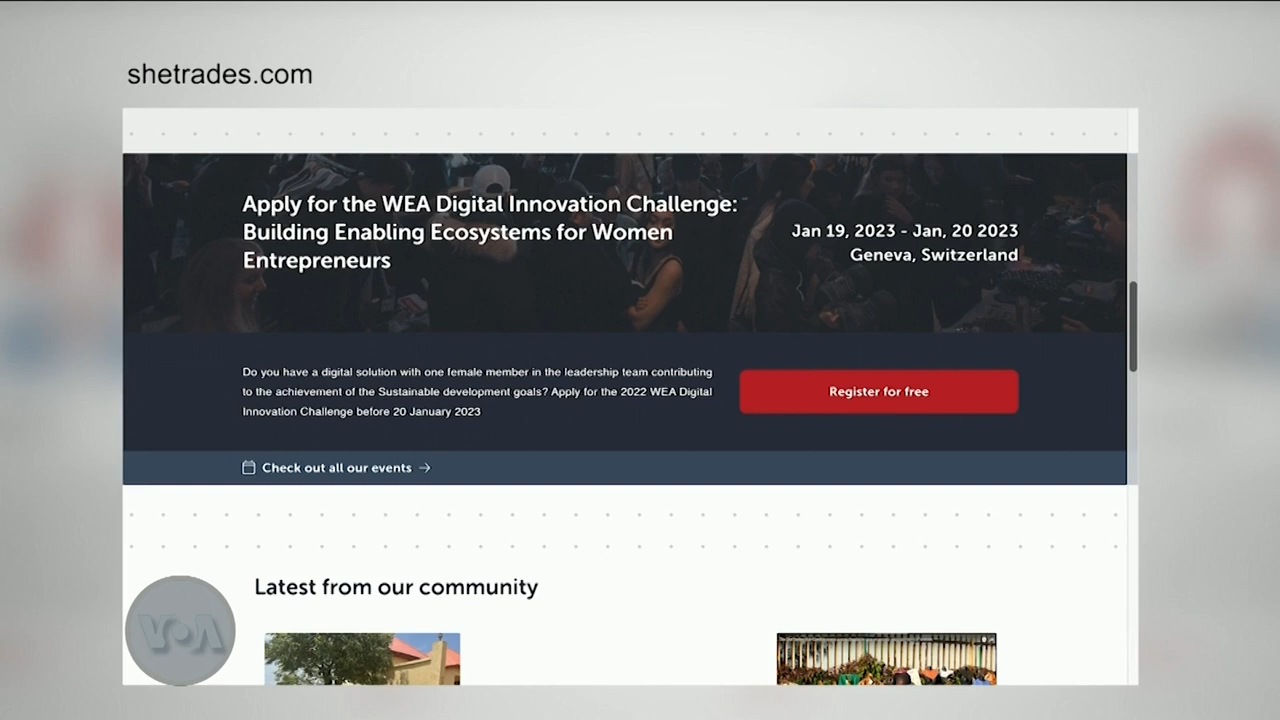 shetrades.com
Apply for the WEA Digital Innovation Challenge:
Building Enabling Ecosystems for Women
Entrepreneurs
Jan 19, 2023 - Jan, 20 2023
Geneva, Switzerland
Do you have a digital solution with one female member in the leadership team contributing
to the achievement of the Sustainable development goals? Apply for the 2022 WEA Digital
Innovation Challenge before 20 January 2023
Register for free
Check out all our events →
Latest from our community
VOA